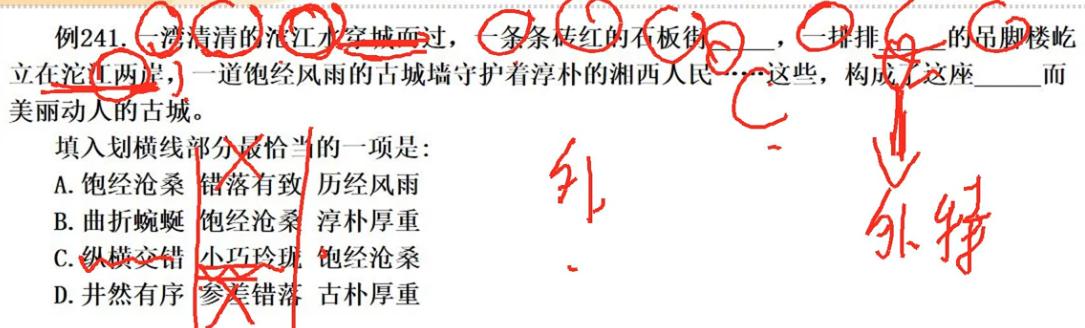 例241.一湾清清的沱江水穿城而过，一条条砖红的石板街_____，一排排_____的吊脚楼屹
立在沱江两岸，一道饱经风雨的古城墙守护着淳朴的湘西人民……这些，构成了这座_____而
美丽动人的古城。
填入划横线部分最恰当的一项是：
A.饱经沧桑 错落有致 历经风雨
B.曲折蜿蜒 饱经沧桑 淳朴厚重
C.纵横交错 小巧玲珑 饱经沧桑
D.井然有序 参差错落 古朴厚重
C
外
外特